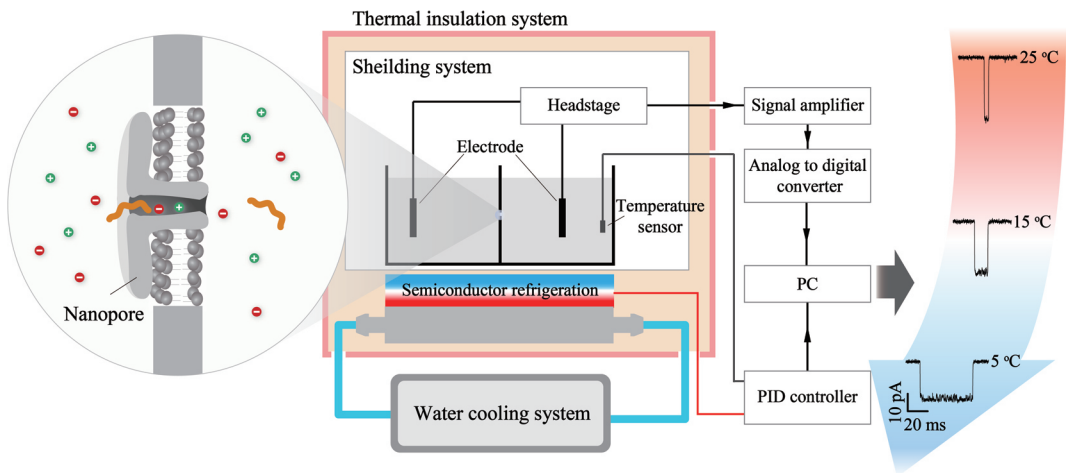 Thermal insulation system
Sheilding system
Headstage
Signal amplifier
Electrode
Analog to digital
converter
Temperature
sensor
Nanopore
Semiconductor refrigeration
PC
Water cooling system
PID controller
25 °C
15 °C
5 °C
10 pA
20 ms